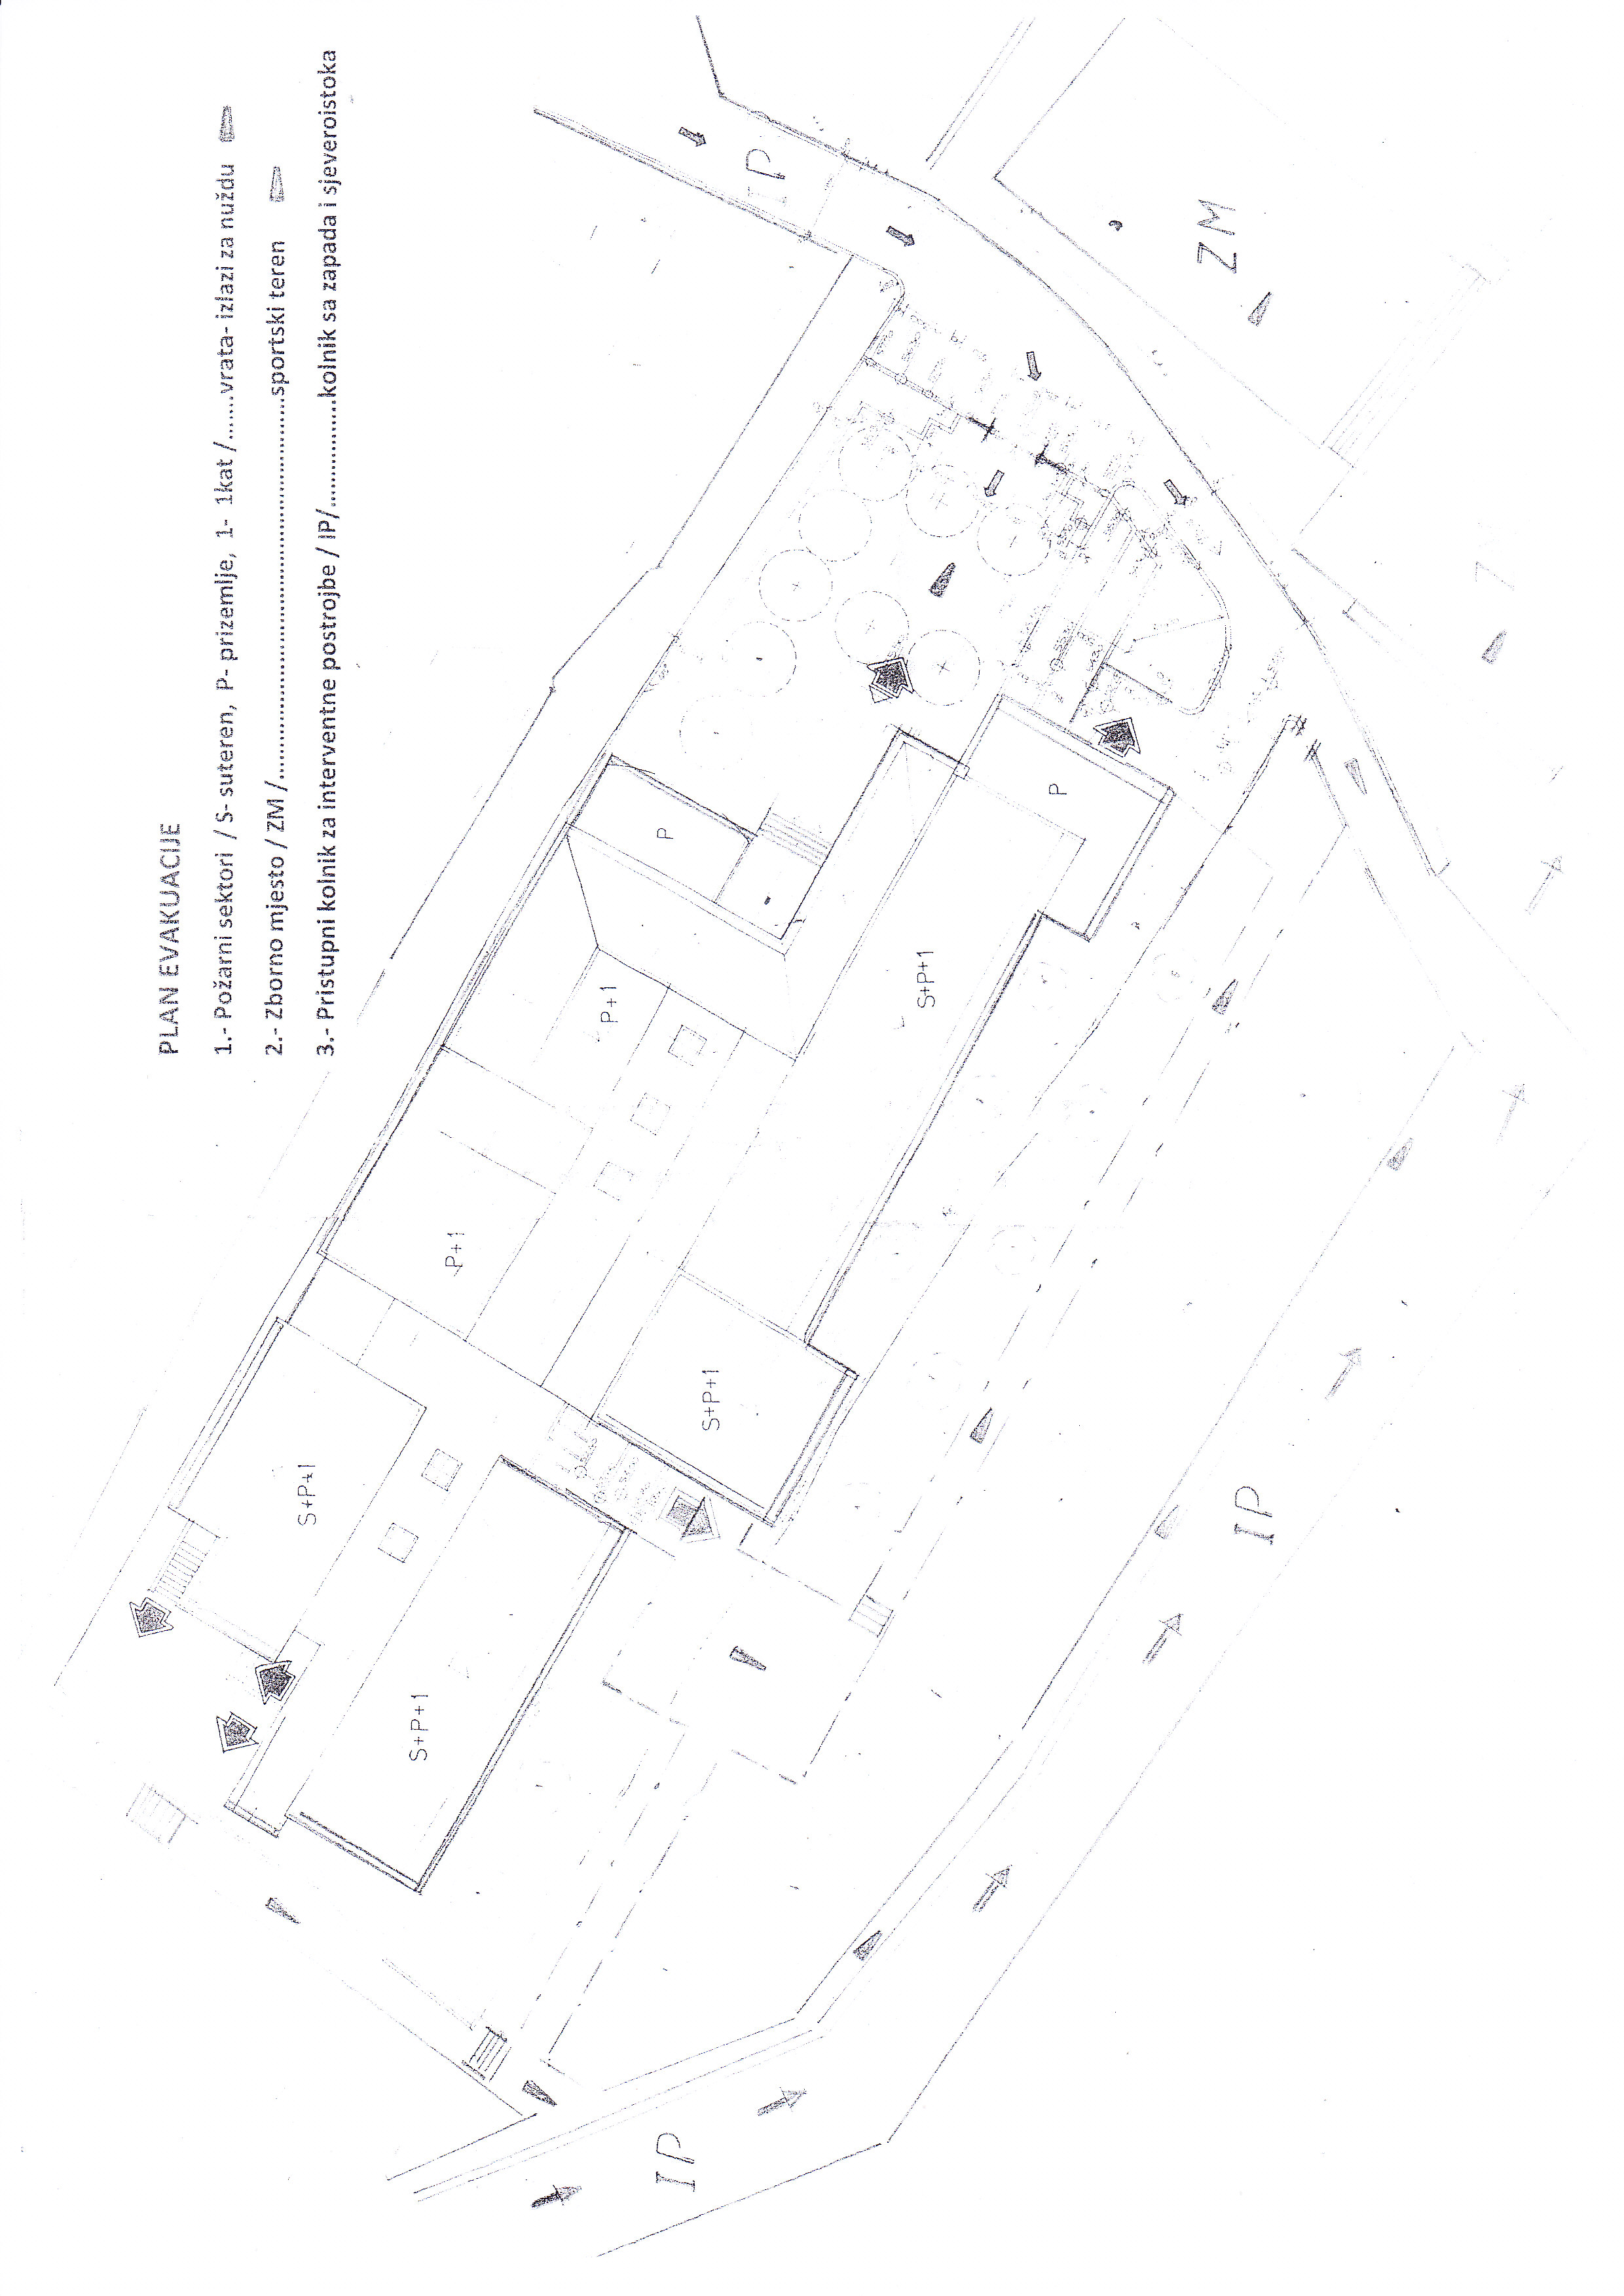 PLAN EVAKUACIJE
1.- Požarni sektori / S- suteren, P- prizemlje, 1- 1kat /......vrata- izlazi za nuždu
2.- Zborno mjesto / ZM /..........................................................sportski teren
3.- Pristupni kolnik za interventne postrojbe / IP/................kolnik sa zapada i sjeveroistoka
IP
ZM
P
P
S+P+1
P+1
P+1
S+P+1
S+P+1
S+P+1
IP
IP